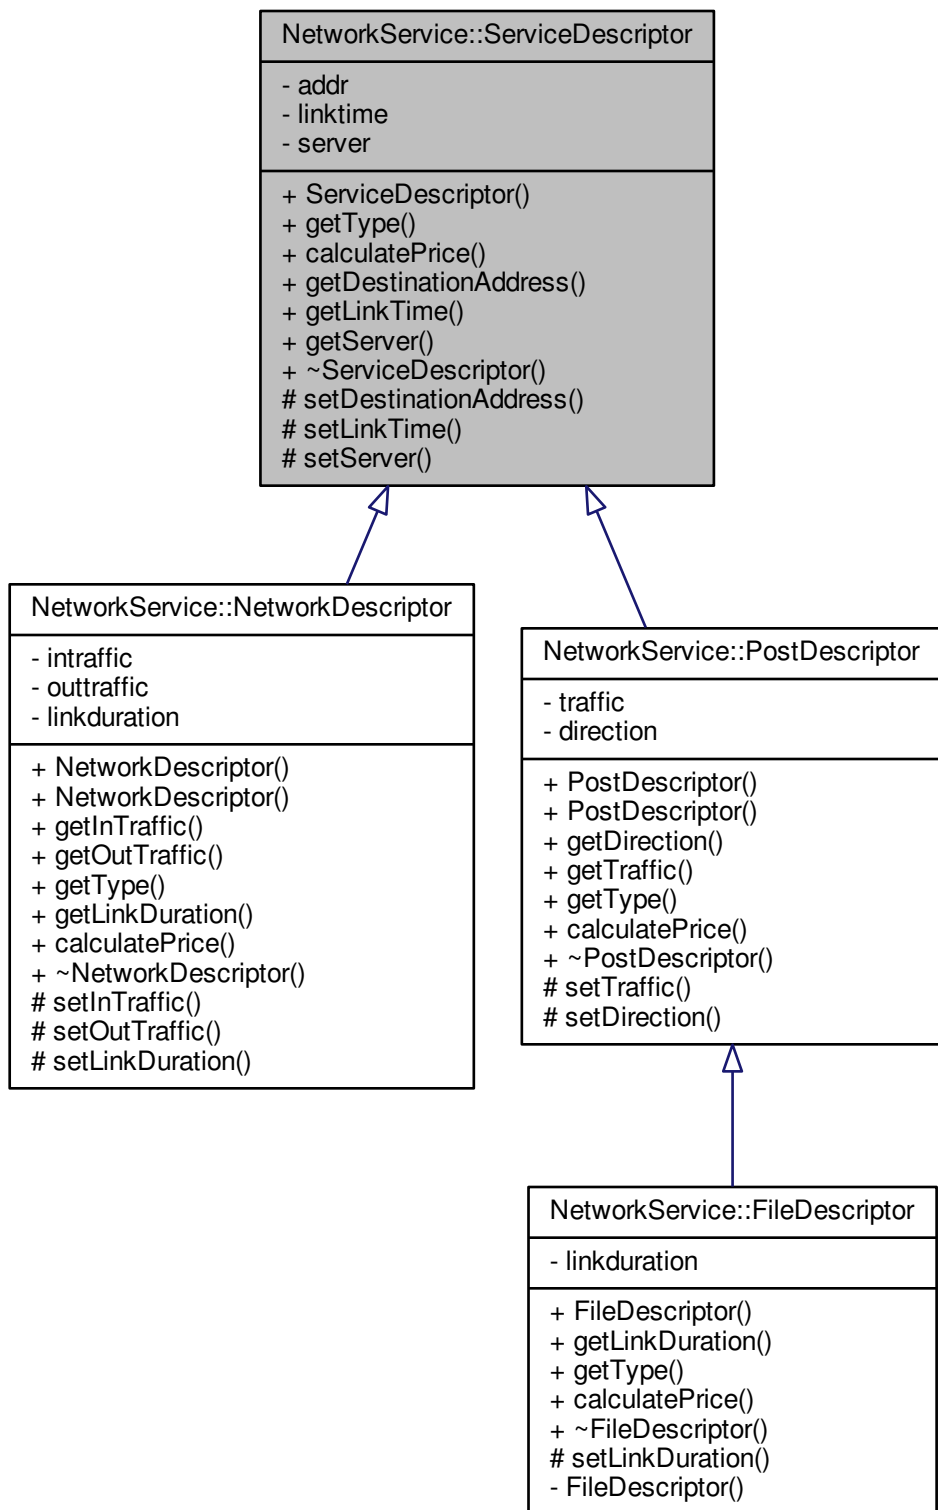 NetworkService::ServiceDescriptor
- addr
- linktime
- server
+ ServiceDescriptor()
+ getType()
+ calculatePrice()
+ getDestinationAddress()
+ getLinkTime()
+ getServer()
+ ~ServiceDescriptor()
# setDestinationAddress()
# setLinkTime()
# setServer()
NetworkService::NetworkDescriptor
- intraffic
- outtraffic
- linkduration
+ NetworkDescriptor()
+ NetworkDescriptor()
+ getInTraffic()
+ getOutTraffic()
+ getType()
+ getLinkDuration()
+ calculatePrice()
+ ~NetworkDescriptor()
# setInTraffic()
# setOutTraffic()
# setLinkDuration()
NetworkService::PostDescriptor
- traffic
- direction
+ PostDescriptor()
+ PostDescriptor()
+ getDirection()
+ getTraffic()
+ getType()
+ calculatePrice()
+ ~PostDescriptor()
# setTraffic()
# setDirection()
NetworkService::FileDescriptor
- linkduration
+ FileDescriptor()
+ getLinkDuration()
+ getType()
+ calculatePrice()
+ ~FileDescriptor()
# setLinkDuration()
- FileDescriptor()